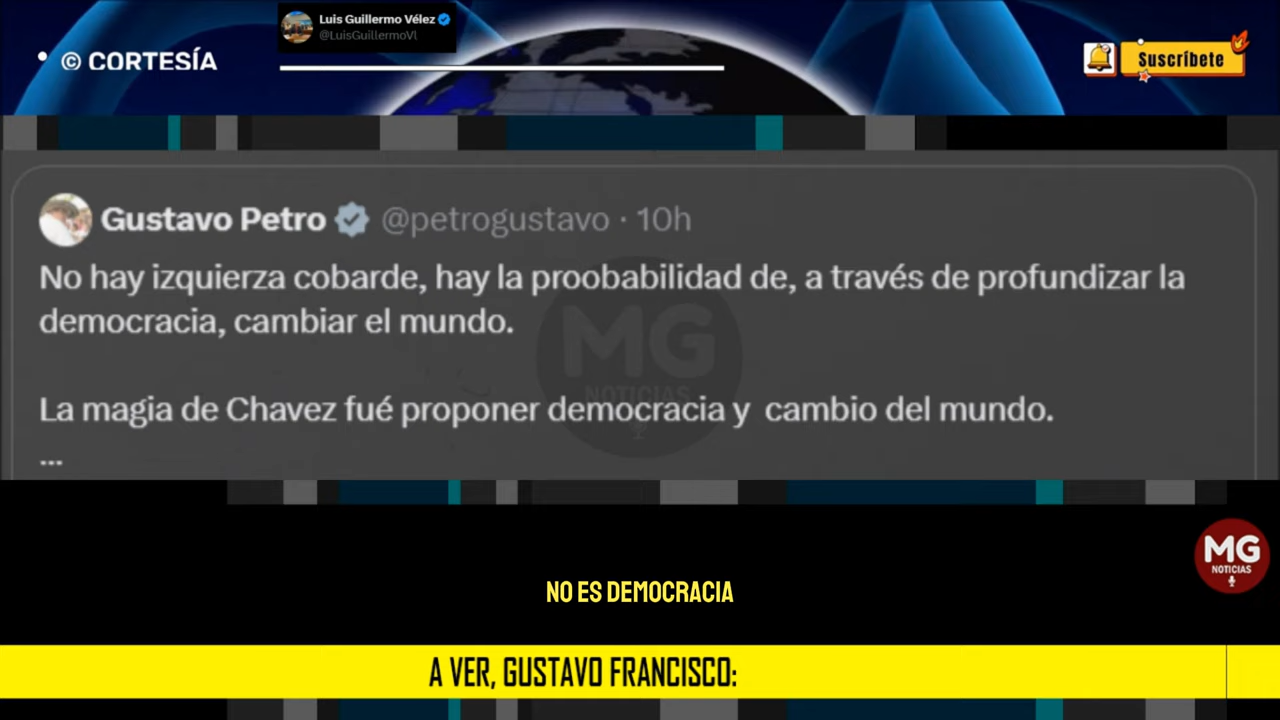 Luis Guillermo Vélez
@LuisGuillermoVl
© CORTESÍA
Suscríbete
Gustavo Petro @petrogustavo · 10h
No hay izquierza cobarde, hay la proobabilidad de, a través de profundizar la
democracia, cambiar el mundo.
La magia de Chavez fué proponer democracia y  cambio del mundo.
...
MG
NOTICIAS
MG
NOTICIAS
NO ES DEMOCRACIA
A VER, GUSTAVO FRANCISCO: